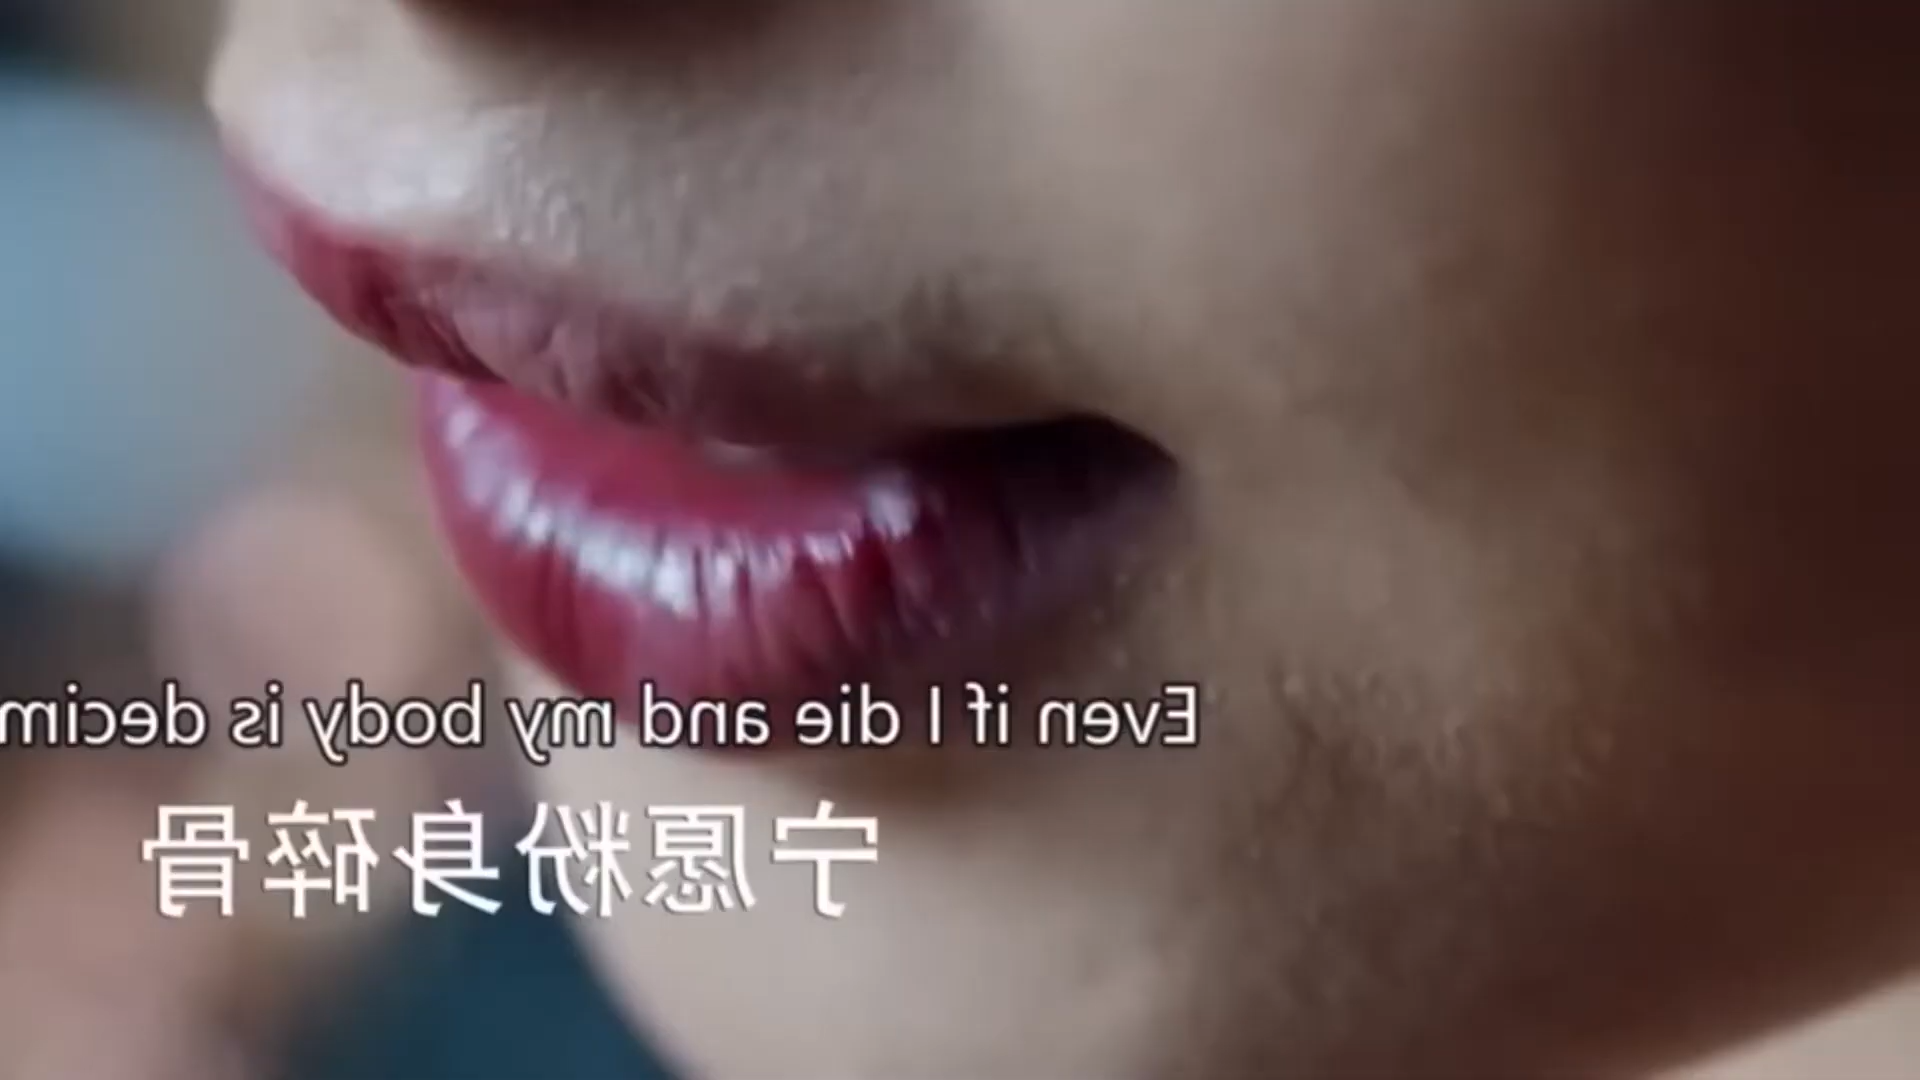 Even if I die and my body is decim
宁愿粉身碎骨